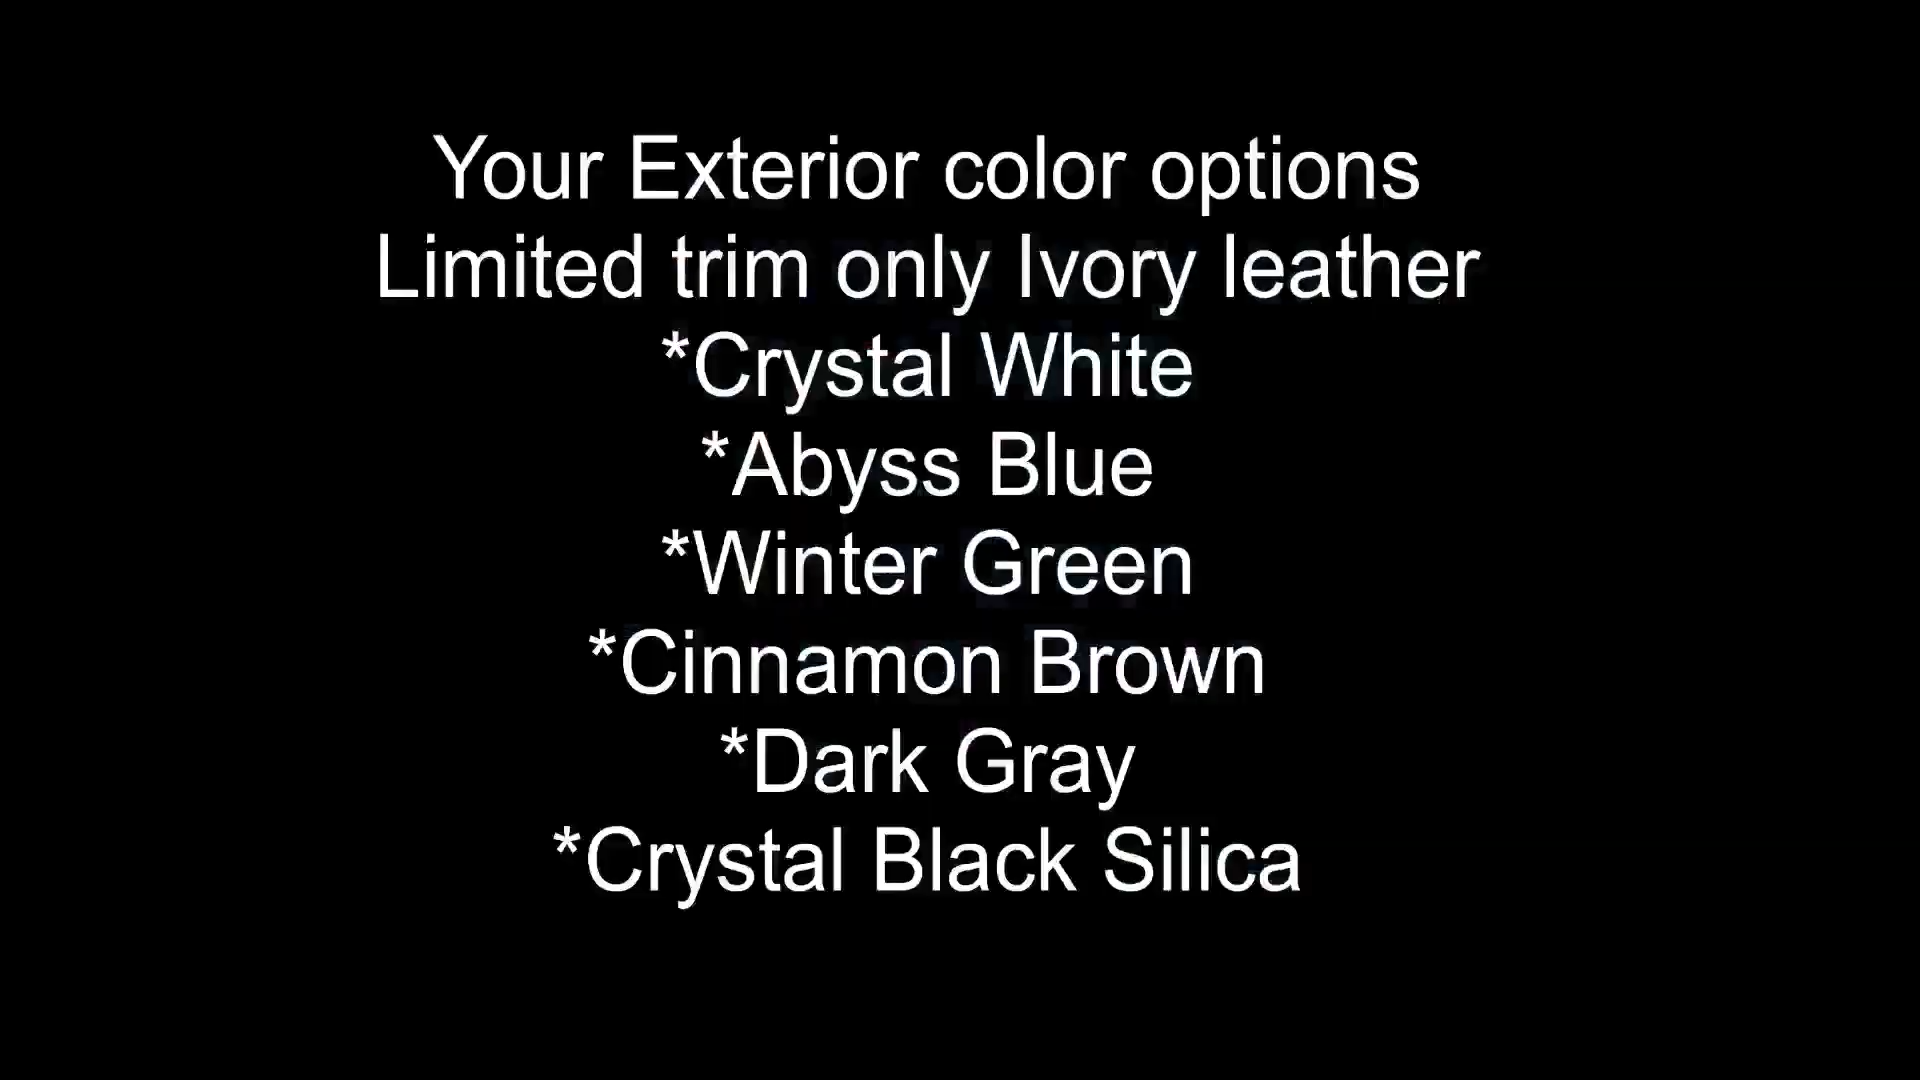 Your Exterior color options
Limited trim only Ivory leather
*Crystal White
*Abyss Blue
*Winter Green
*Cinnamon Brown
*Dark Gray
*Crystal Black Silica